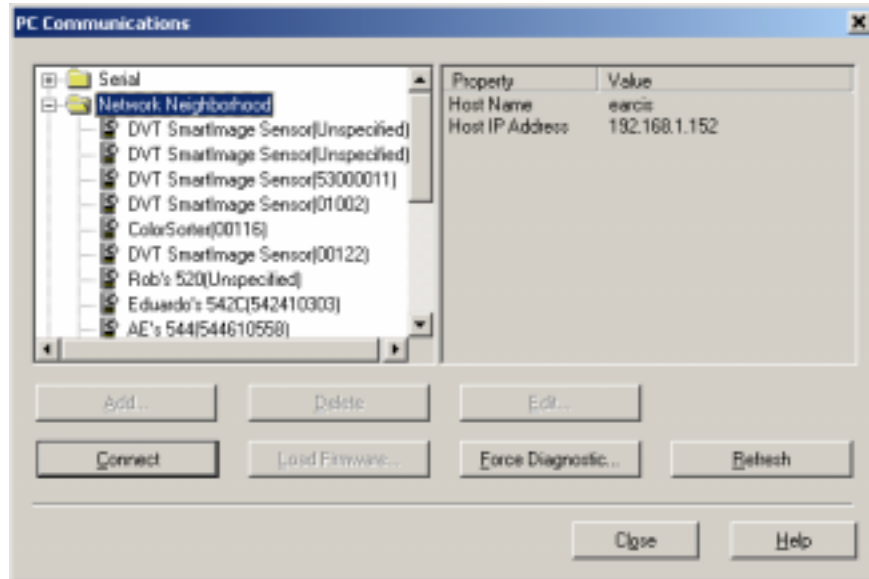 PC Communications
Serial
Network Neighborhood
DVT SmartImage Sensor(Unspecified)
DVT SmartImage Sensor(Unspecified)
DVT SmartImage Sensor(53000011)
DVT SmartImage Sensor(01002)
ColorSorter(00116)
DVT SmartImage Sensor(00122)
Rob's 520(Unspecified)
Eduardo's 542C(542410303)
AE's 544(544610558)
Property Value
Host Name earcis
Host IP Address 192.168.1.152
Add... Delete Edit...
Connect Load Firmware... Force Diagnostic... Refresh
Close Help